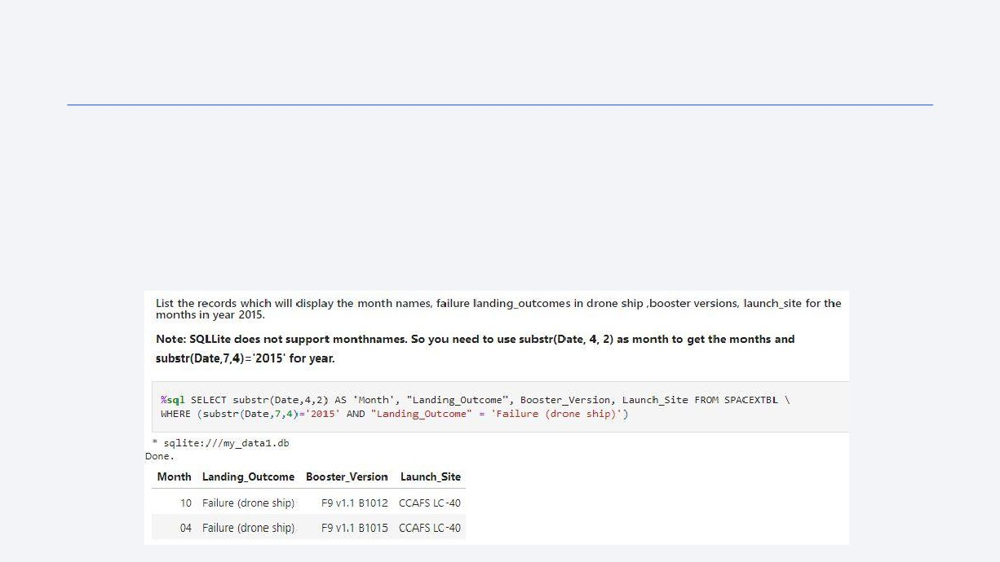 List the records which will display the month names, failure landing_outcomes in drone ship ,booster versions, launch_site for the
months in year 2015.
Note: SQLLite does not support monthnames. So you need to use substr(Date, 4, 2) as month to get the months and
substr(Date,7,4)='2015' for year.
%sql SELECT substr(Date,4,2) AS 'Month', "Landing_Outcome", Booster_Version, Launch_Site FROM SPACEXTBL \
WHERE (substr(Date,7,4)='2015' AND "Landing_Outcome" = 'Failure (drone ship)')
* sqlite:///my_data1.db
Done.
Month Landing_Outcome Booster_Version Launch_Site
10 Failure (drone ship) F9 v1.1 B1012 CCAFS LC-40
04 Failure (drone ship) F9 v1.1 B1015 CCAFS LC-40